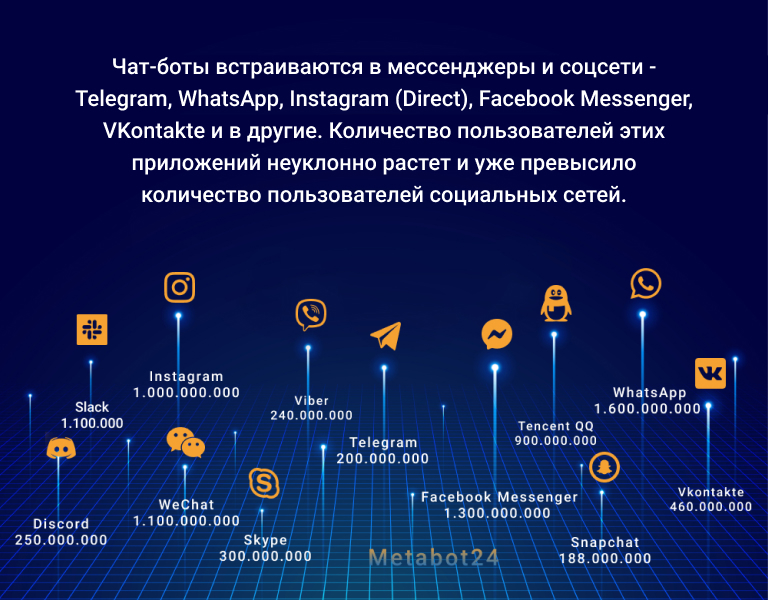 Чат-боты встраиваются в мессенджеры и соцсети -
Telegram, WhatsApp, Instagram (Direct), Facebook Messenger,
VKontakte и в другие. Количество пользователей этих
приложений неуклонно растет и уже превысило
количество пользователей социальных сетей.
Instagram
1.000.000.000
Slack
1.100.000
Viber
240.000.000
WhatsApp
1.600.000.000
Tencent QQ
900.000.000
Telegram
200.000.000
WeChat
1.100.000.000
Facebook Messenger
1.300.000.000
Vkontakte
460.000.000
Discord
250.000.000
Skype
300.000.000
Snapchat
188.000.000
Metabot24